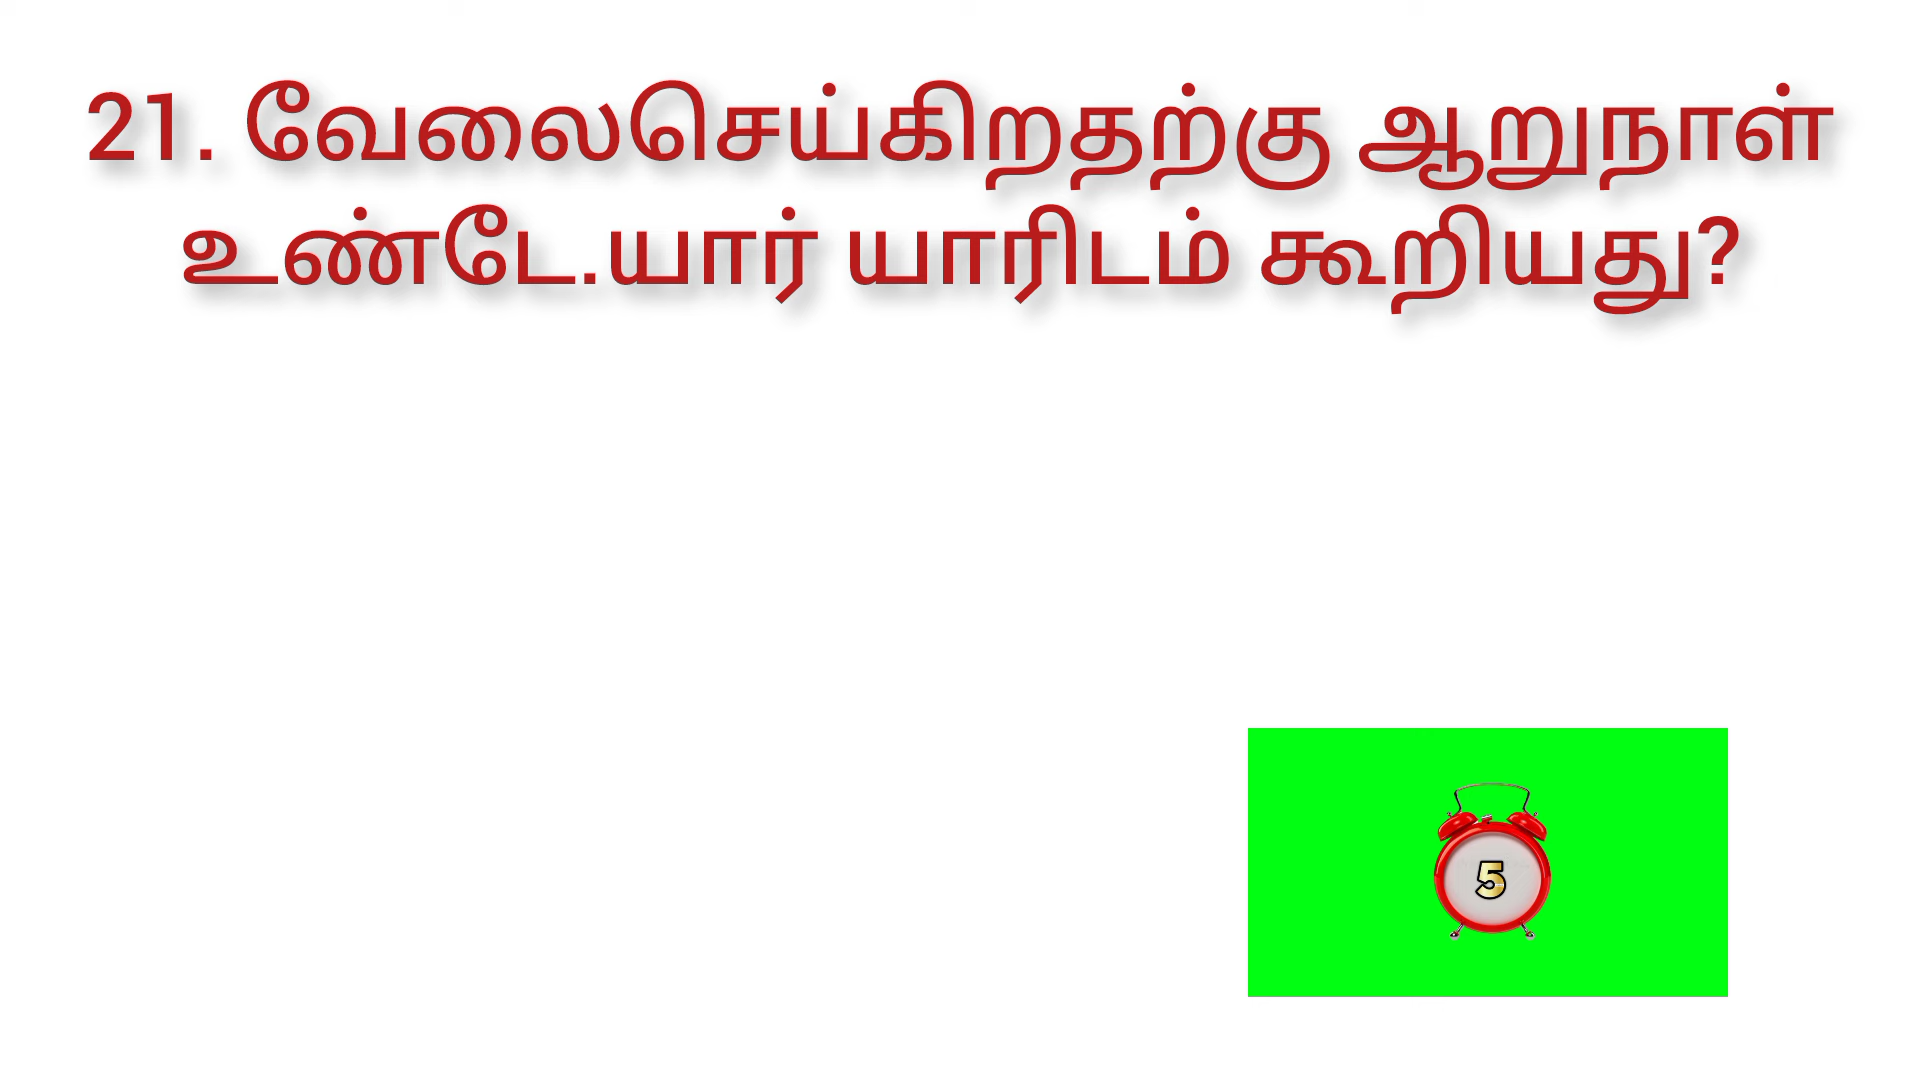 21. வேலைசெய்கிறதற்கு ஆறுநாள்
உண்டே.யார் யாரிடம் கூறியது?
5